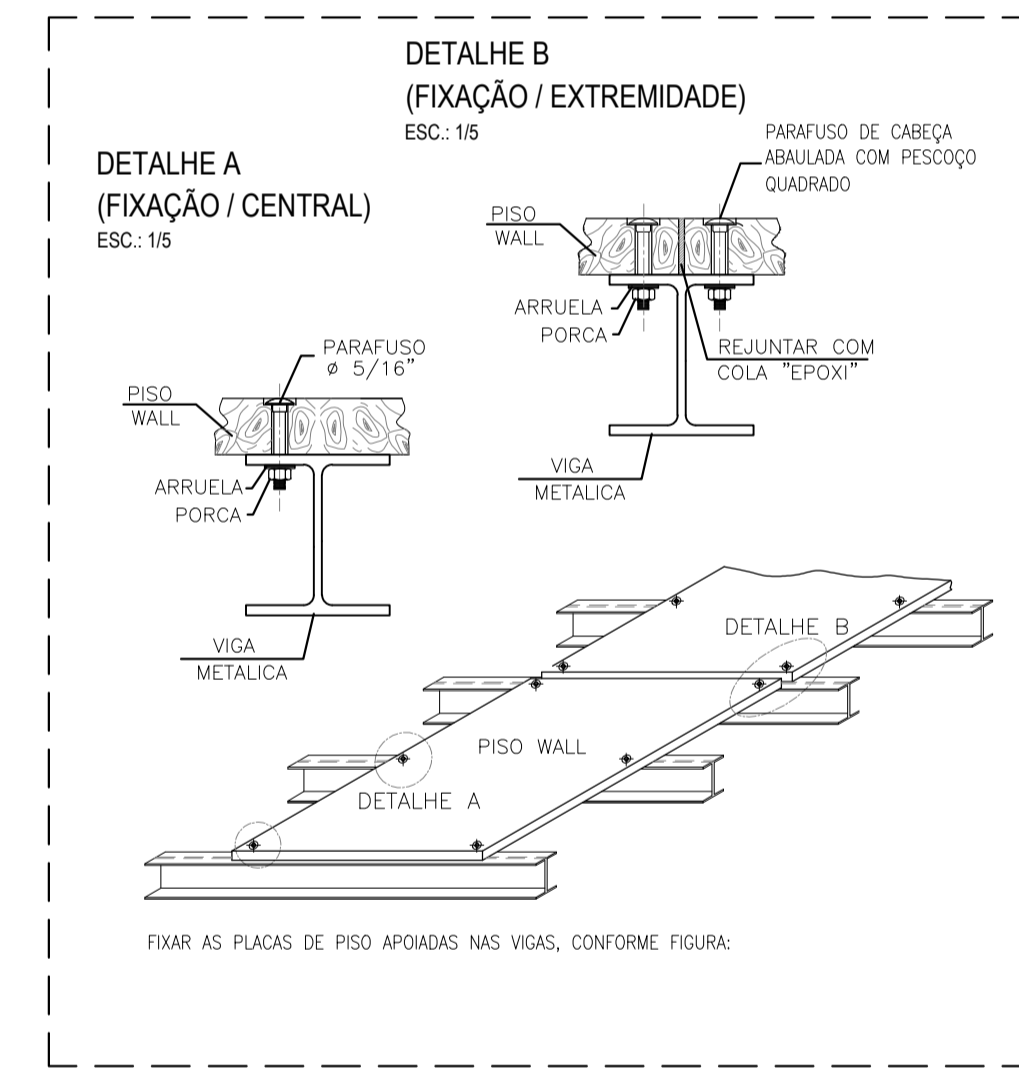 DETALHE B
(FIXAÇÃO / EXTREMIDADE)
ESC.: 1/5
PARAFUSO DE CABEÇA
ABAULADA COM PESCOÇO
QUADRADO
PISO
WALL
ARRUELA
PORCA
REJUNTAR COM
COLA "EPOXI"
VIGA
METALICA
DETALHE A
(FIXAÇÃO / CENTRAL)
ESC.: 1/5
PARAFUSO
ø 5/16"
PISO
WALL
ARRUELA
PORCA
VIGA
METALICA
DETALHE B
PISO WALL
DETALHE A
FIXAR AS PLACAS DE PISO APOIADAS NAS VIGAS, CONFORME FIGURA: